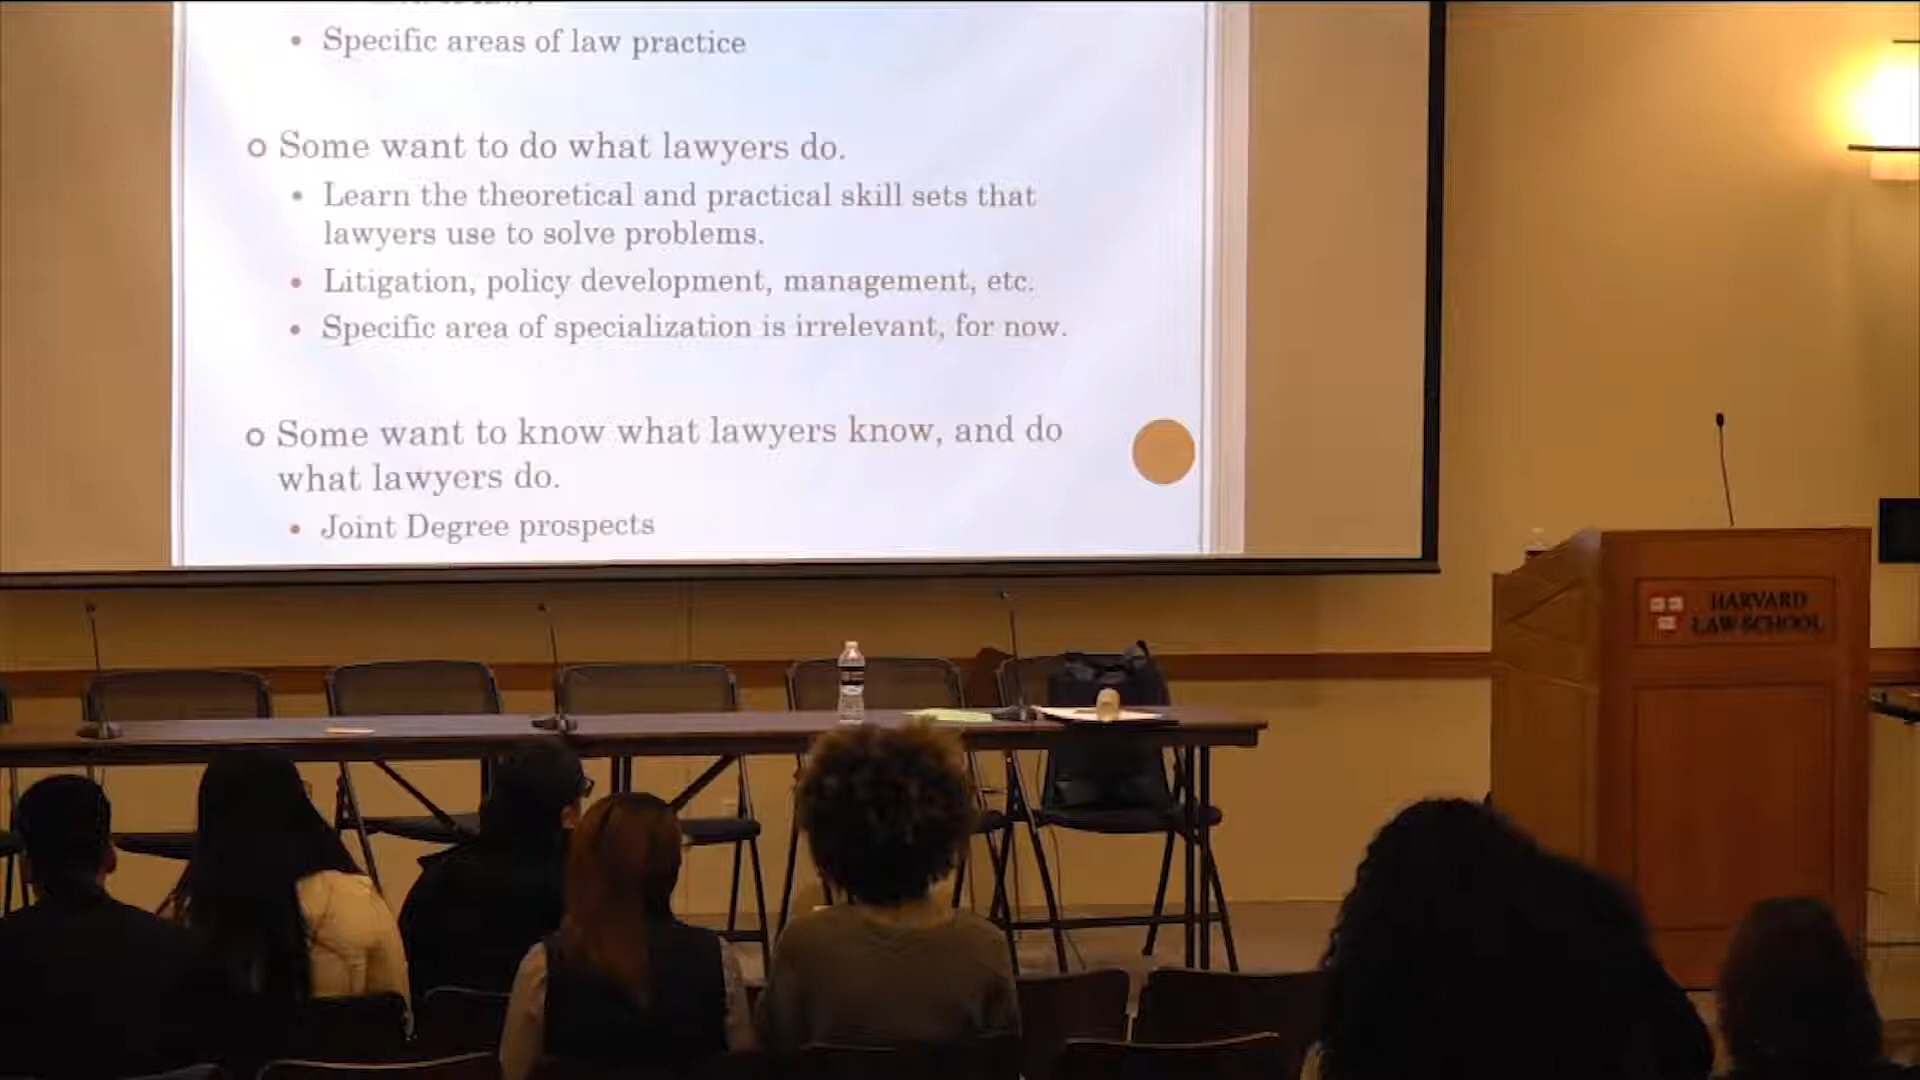 • Specific areas of law practice
Some want to do what lawyers do.
• Learn the theoretical and practical skill sets that
lawyers use to solve problems.
• Litigation, policy development, management, etc.
• Specific area of specialization is irrelevant, for now.
Some want to know what lawyers know, and do
what lawyers do.
• Joint Degree prospects
HARVARD
LAW SCHOOL